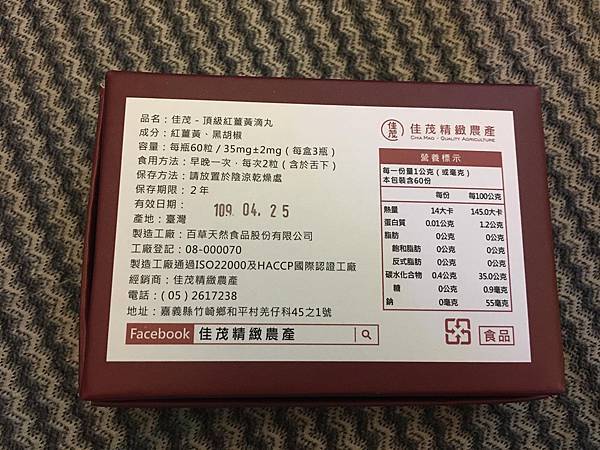 品名：佳茂－頂級紅薑黃滴丸
成分：紅薑黃、黑胡椒
容量：每瓶60粒 / 35mg±2mg（每盒3瓶）
食用方法：早晚一次，每次2粒（含於舌下）
保存方法：請放置於陰涼乾燥處
保存期限：2年
有效日期：
109. 04. 25
產地：臺灣
製造工廠：百草天然食品股份有限公司
工廠登記：08-000070
製造工廠通過ISO22000及HACCP國際認證工廠
經銷商：佳茂精緻農產
電話：(05) 2617238
地址：嘉義縣竹崎鄉和平村羌仔科45之1號
Facebook 佳茂精緻農產
佳茂 佳茂精緻農產
CHIA MAO - QUALITY AGRICULTURE
營養標示
每一份量1公克（或毫克）
本包裝含60份
每份 每100公克
熱量 14大卡 145.0大卡
蛋白質 0.01公克 1.2公克
脂肪 0公克 0公克
飽和脂肪 0公克 0公克
反式脂肪 0公克 0公克
碳水化合物 0.4公克 35.0公克
糖 0公克 0.9毫克
鈉 0毫克 55毫克
食品